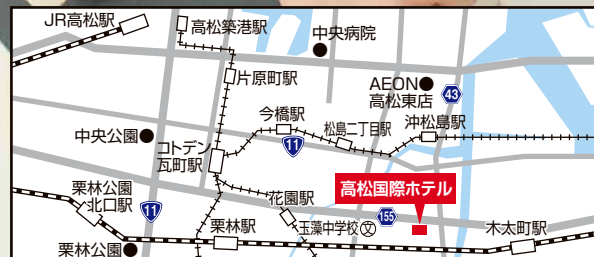 JR高松駅
高松築港駅
中央病院
片原町駅
AEON
高松東店
43
今橋駅
松島二丁目駅
沖松島駅
中央公園
コトデン
瓦町駅
11
高松国際ホテル
栗林公園
北口駅
11
花園駅
155
栗林駅
玉藻中学校
文
木太町駅
栗林公園